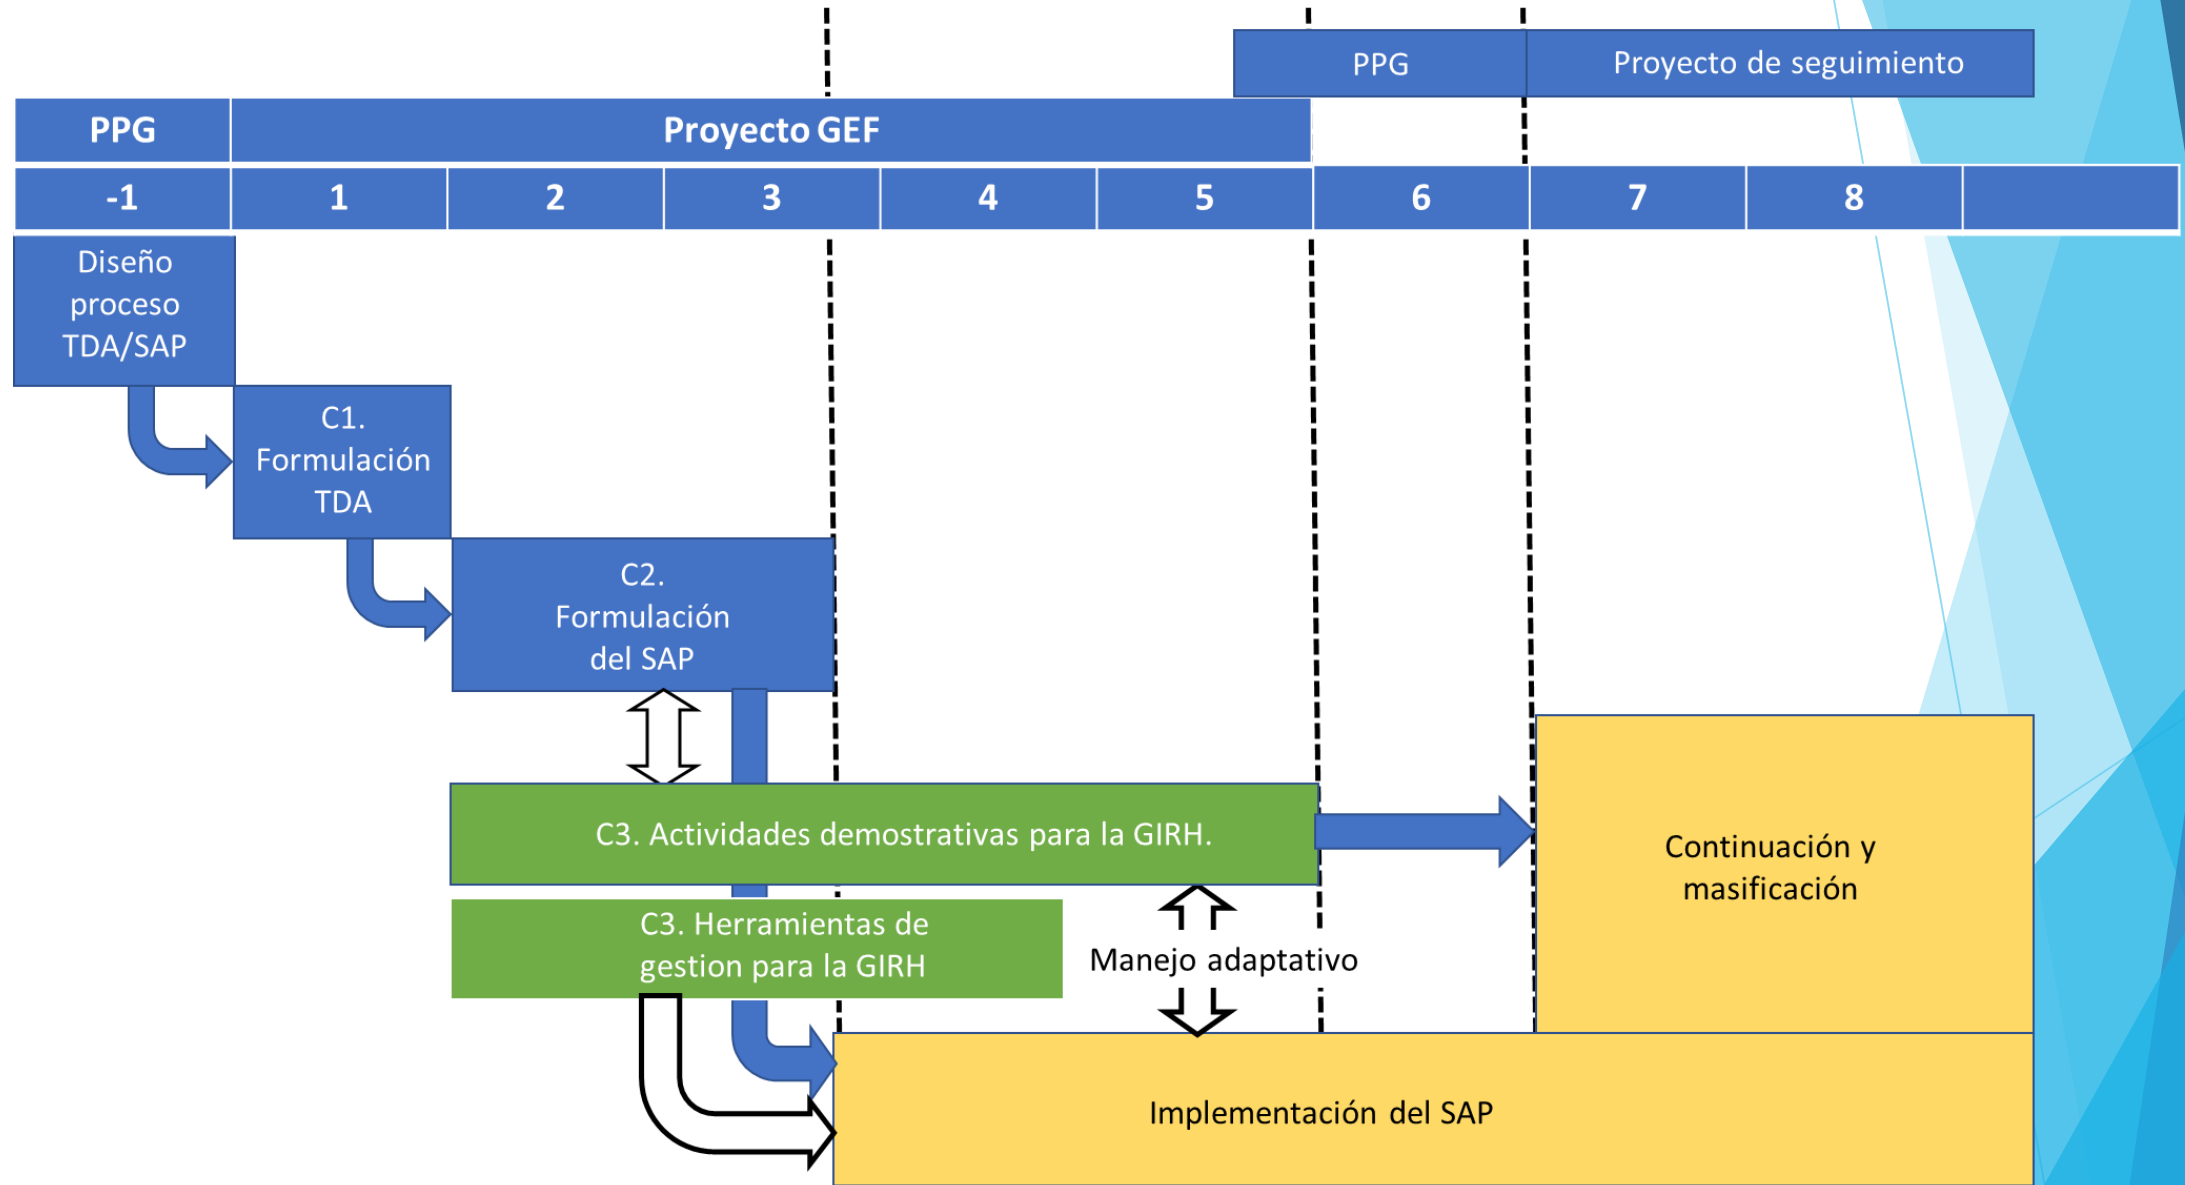 PPG
Proyecto de seguimiento
PPG
Proyecto GEF
-1
1
2
3
4
5
6
7
8
Diseño
proceso
TDA/SAP
C1.
Formulación
TDA
C2.
Formulación
del SAP
C3. Actividades demostrativas para la GIRH.
Continuación y
masificación
C3. Herramientas de
gestion para la GIRH
Manejo adaptativo
Implementación del SAP